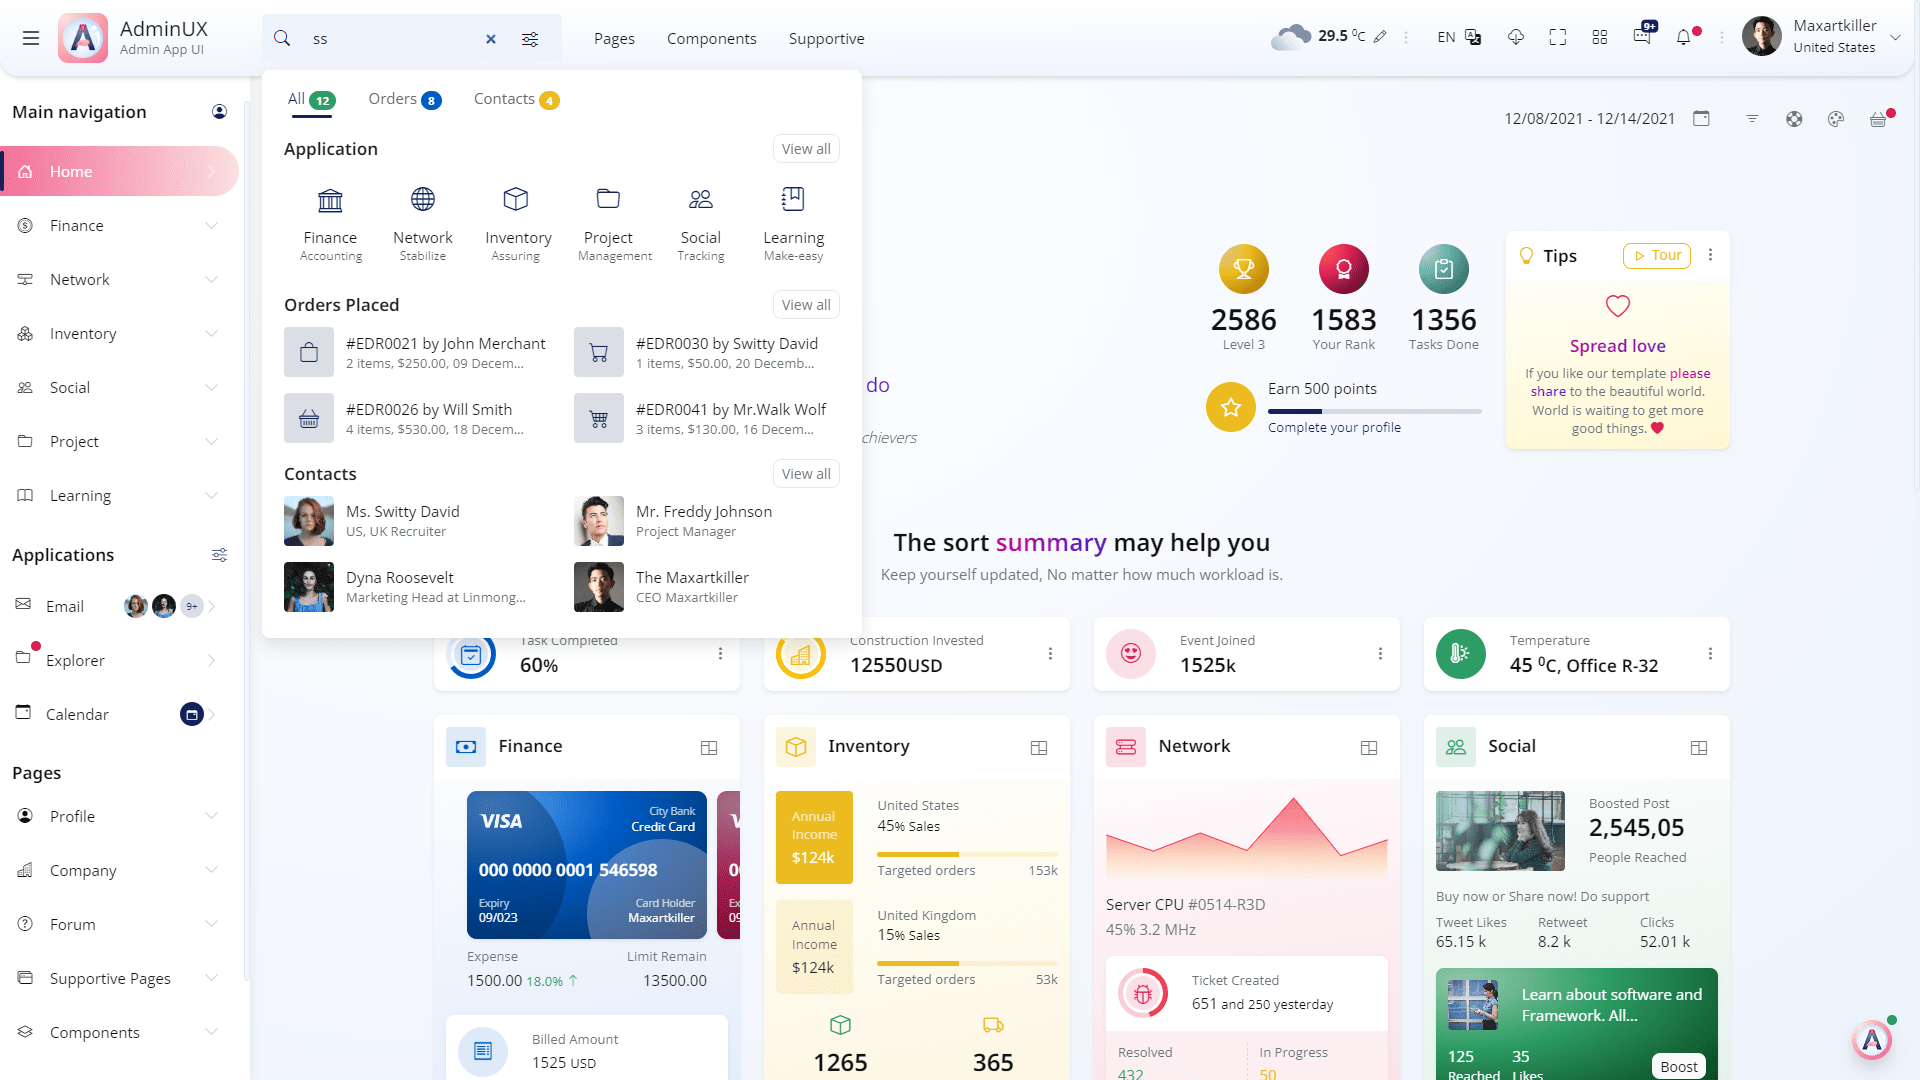 AdminUX
Admin App UI
ss
Pages
Components
Supportive
29.5 ⁰C
EN
9+
Maxartkiller
United States
Main navigation
Home
Finance
Network
Inventory
Social
Project
Learning
Applications
Email
9+
Explorer
Calendar
Pages
Profile
Company
Forum
Supportive Pages
Components
All 12
Orders 8
Contacts 4
Application
View all
Finance
Accounting
Network
Stabilize
Inventory
Assuring
Project
Management
Social
Tracking
Learning
Make-easy
Orders Placed
View all
#EDR0021 by John Merchant
2 items, $250.00, 09 Decem...
#EDR0030 by Switty David
1 items, $50.00, 20 Decemb...
#EDR0026 by Will Smith
4 items, $530.00, 18 Decem...
#EDR0041 by Mr.Walk Wolf
3 items, $130.00, 16 Decem...
Contacts
View all
Ms. Switty David
US, UK Recruiter
Mr. Freddy Johnson
Project Manager
Dyna Roosevelt
Marketing Head at Linmong...
The Maxartkiller
CEO Maxartkiller
12/08/2021 - 12/14/2021
do
chievers
2586
Level 3
1583
Your Rank
1356
Tasks Done
Earn 500 points
Complete your profile
Tips
Tour
Spread love
If you like our template please
share to the beautiful world.
World is waiting to get more
good things.
The sort summary may help you
Keep yourself updated, No matter how much workload is.
Task Completed
60%
Construction Invested
12550USD
Event Joined
1525k
Temperature
45 ⁰C, Office R-32
Finance
VISA
City Bank
Credit Card
000 0000 0001 546598
Expiry
09/023
Card Holder
Maxartkiller
Expense
1500.00 18.0% ↑
Limit Remain
13500.00
Billed Amount
1525 USD
Inventory
Annual
Income
$124k
United States
45% Sales
Targeted orders
153k
Annual
Income
$124k
United Kingdom
15% Sales
Targeted orders
53k
1265
365
Network
Server CPU #0514-R3D
45% 3.2 MHz
Ticket Created
651 and 250 yesterday
Resolved
432
In Progress
50
Social
Boosted Post
2,545,05
People Reached
Buy now or Share now! Do support
Tweet Likes
65.15 k
Retweet
8.2 k
Clicks
52.01 k
Learn about software and
Framework. All...
125
Reached
35
Likes
Boost